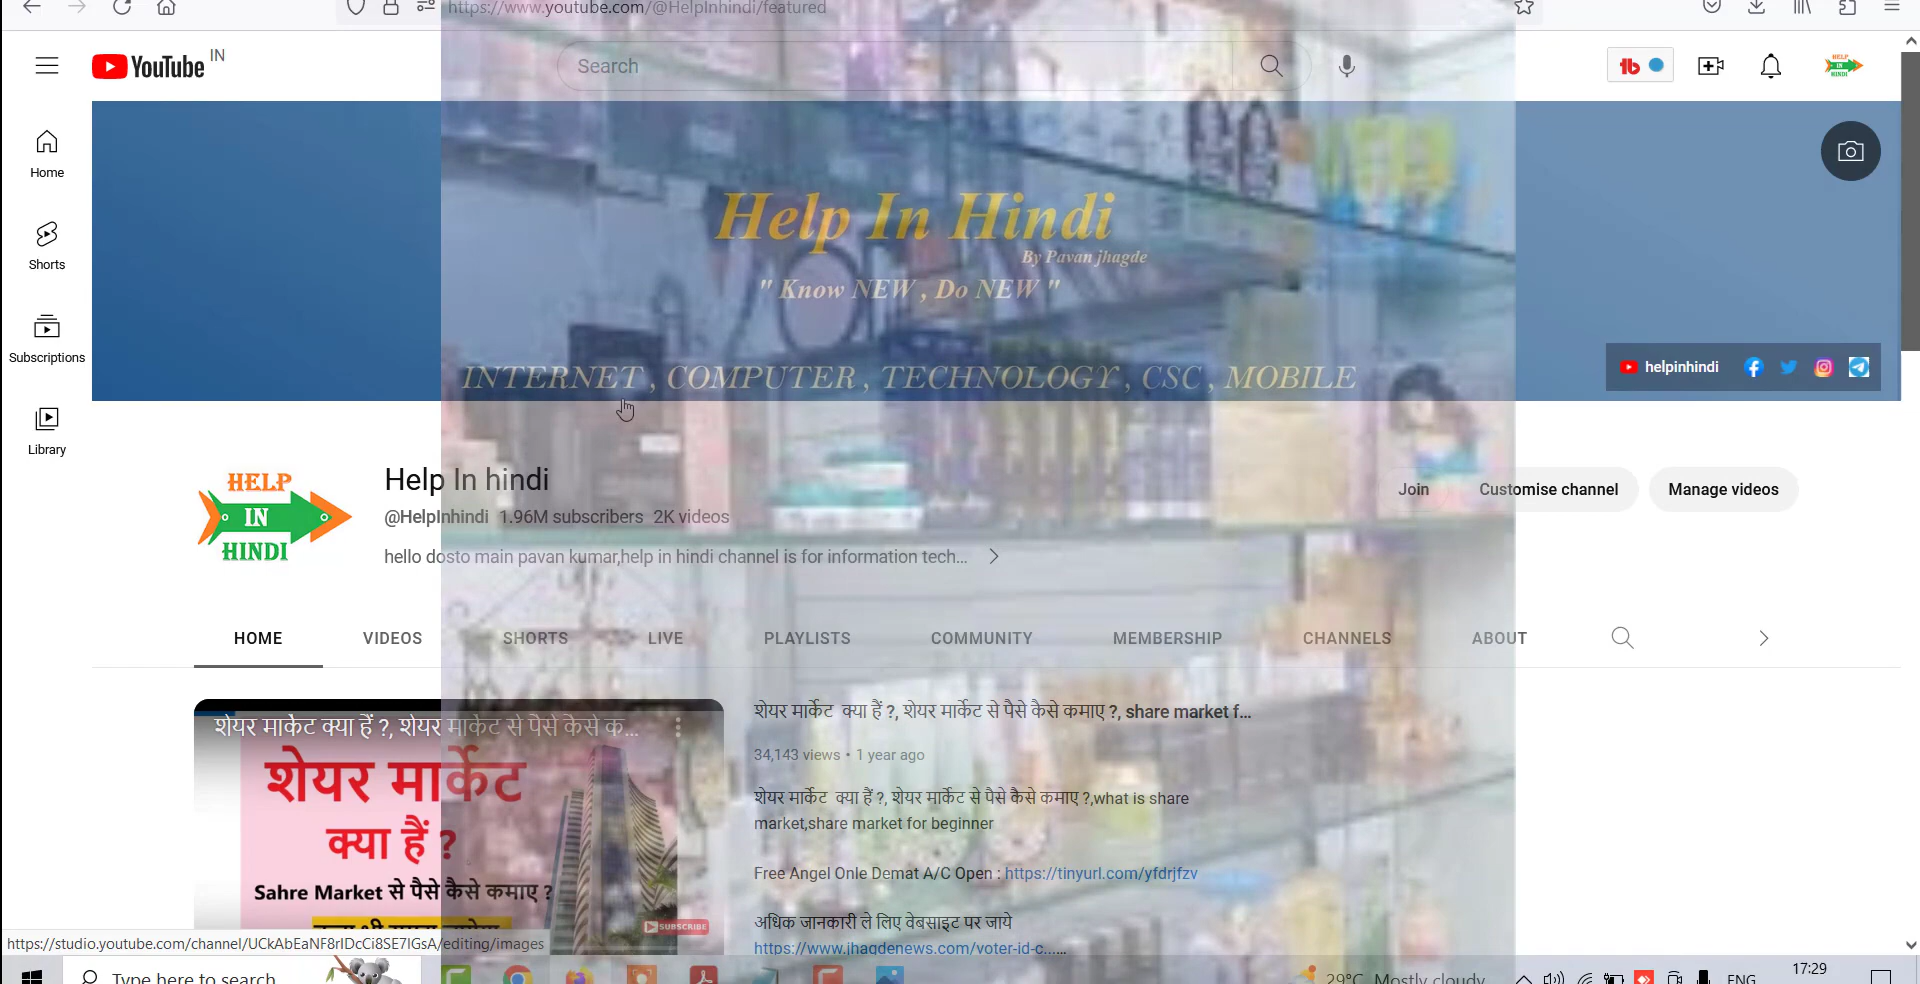 https://www.youtube.com/@HelpInhindi/featured
YouTube IN
Search
Home
Shorts
Subscriptions
Library
Help In Hindi
By Pavan jhagde
" Know NEW , Do NEW "
INTERNET , COMPUTER , TECHNOLOGY , CSC , MOBILE
helpinhindi
HELP
IN
HINDI
Help In hindi
@HelpInhindi 1.96M subscribers 2K videos
hello dosto main pavan kumar,help in hindi channel is for information tech...
Join
Customise channel
Manage videos
HOME VIDEOS SHORTS LIVE PLAYLISTS COMMUNITY MEMBERSHIP CHANNELS ABOUT
शेयर मार्केट क्या हैं ?, शेयर मार्केट से पैसे कैसे क...
शेयर मार्केट
क्या हैं ?
Sahre Market से पैसे कैसे कमाए ?
SUBSCRIBE
शेयर मार्केट क्या हैं ?, शेयर मार्केट से पैसे कैसे कमाए ?, share market f...
34,143 views • 1 year ago
शेयर मार्केट क्या हैं ?, शेयर मार्केट से पैसे कैसे कमाए ?,what is share
market,share market for beginner
Free Angel Onle Demat A/C Open : https://tinyurl.com/yfdrjfzv
अधिक जानकारी ले लिए वेबसाइट पर जाये
https://www.jhagdenews.com/voter-id-c......
https://studio.youtube.com/channel/UCkAbEaNF8rIDcCi8SE7IGsA/editing/images
Type here to search
29°C Mostly cloudy
ENG
17:29